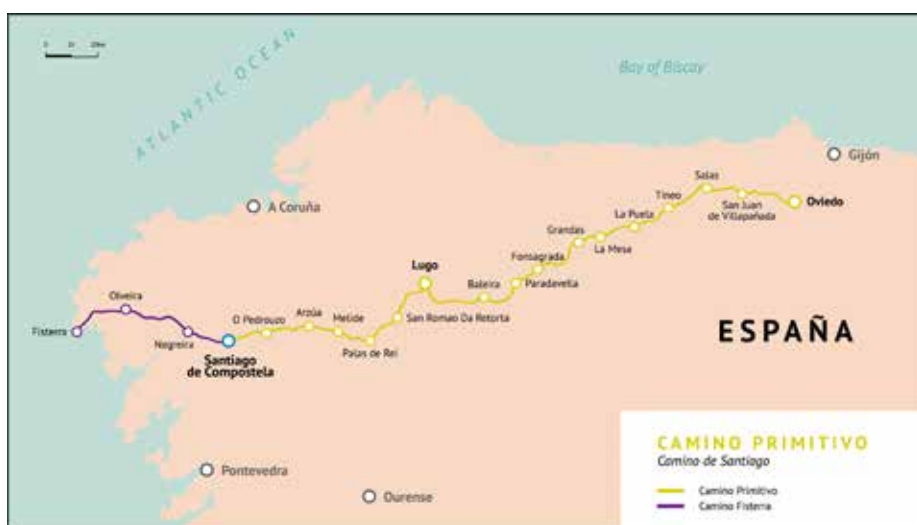 ATLANTIC OCEAN
Bay of Biscay
Gijón
Salas
Oviedo
San Juan
de Villapañada
Tineo
La Puela
A Coruña
Grandas
La Mesa
Fonsagrada
Lugo
Baleira
Paradavella
Olveira
Arzúa
Melide
O Pedrouzo
San Romao Da Retorta
Fisterra
Negreira
Palas de Rei
Santiago
de Compostela
ESPAÑA
Pontevedra
Ourense
CAMINO PRIMITIVO
Camino de Santiago
Camino Primitivo
Camino Fisterra